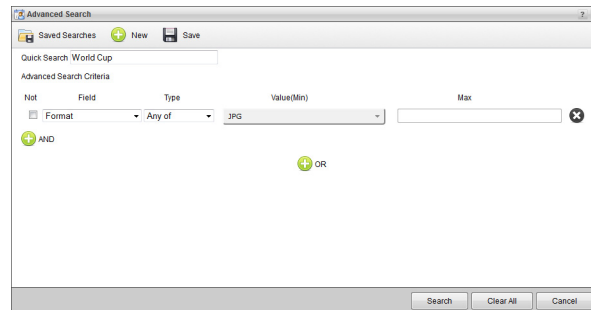 Advanced Search ?
Saved Searches New Save
Quick Search World Cup
Advanced Search Criteria
Not Field Type Value(Min) Max
Format Any of JPG
AND
OR
Search Clear All Cancel